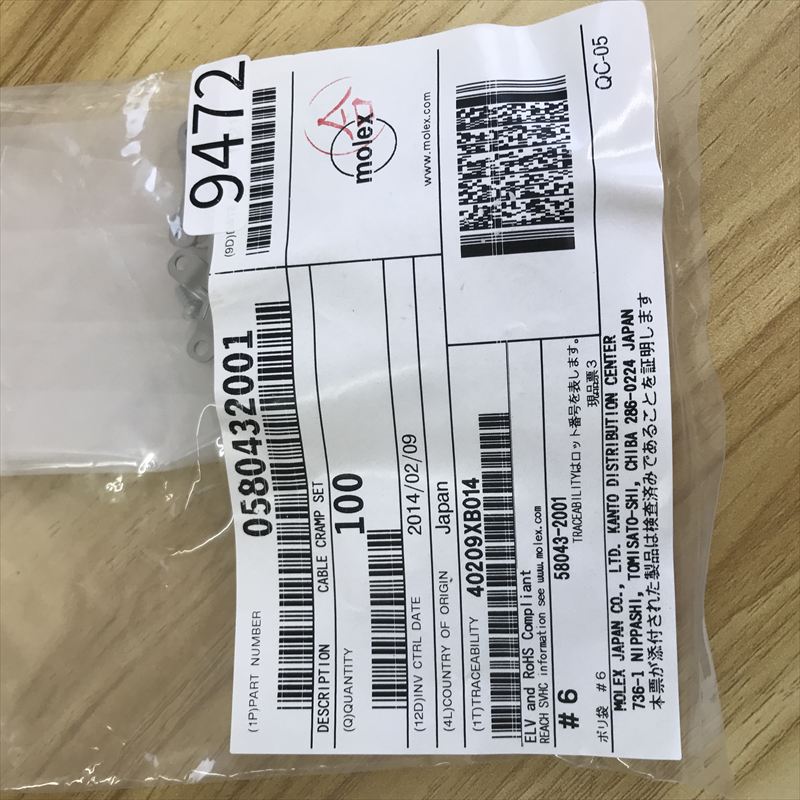 9472
合
molex
www.molex.com
QC-05
(1P)PART NUMBER
0580432001
DESCRIPTION CABLE CRAMP SET
(Q)QUANTITY
100
(12D)INV CTRL DATE
2014/02/09
(4L)COUNTRY OF ORIGIN Japan
(1T)TRACEABILITY 40209XB014
ELV and RoHS Compliant
REACH SVHC information see www.molex.com
# 6
58043-2001
TRACEABILITYはロット番号を表します。
現品票3
ポリ袋 #6
MOLEX JAPAN CO., LTD. KANTO DISTRIBUTION CENTER
736-1 NIPPASHI, TOMISATO-SHI, CHIBA 286-0224 JAPAN
本票が添付された製品は検査済みであることを証明します